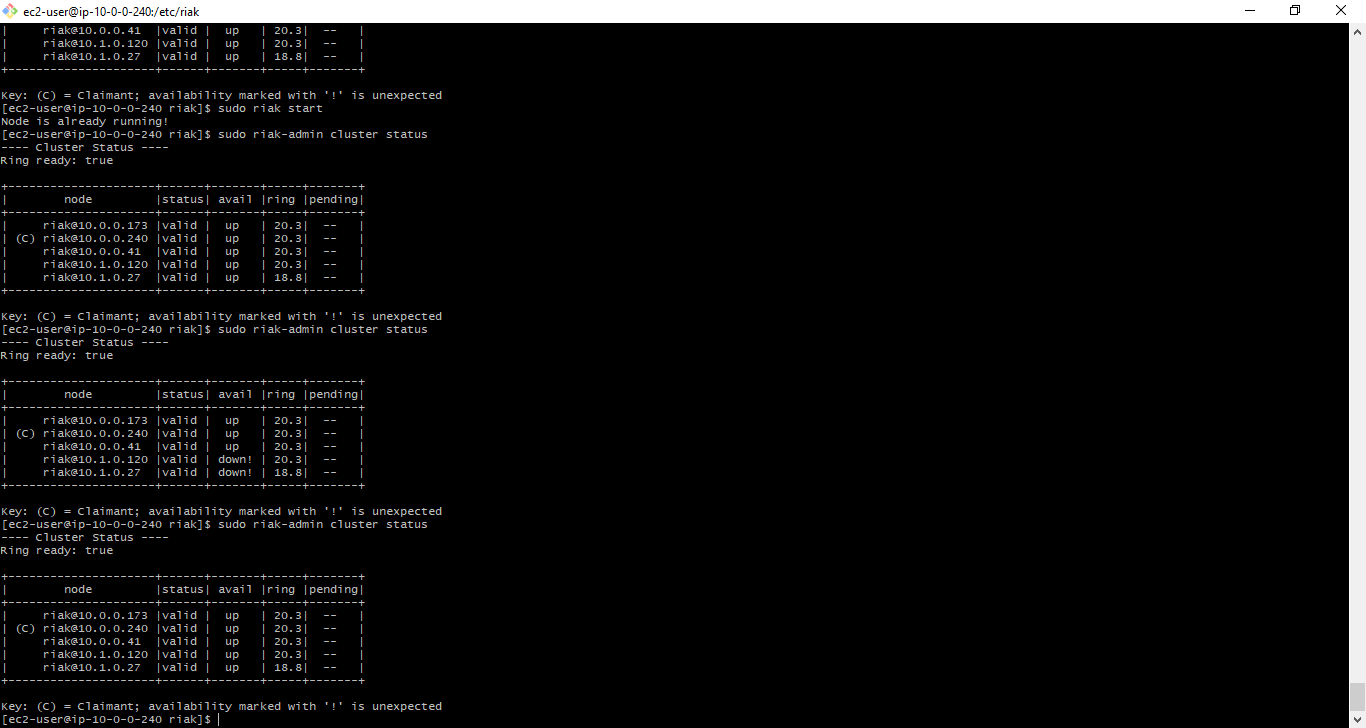 ec2-user@ip-10-0-0-240:/etc/riak
|     riak@10.0.0.41  |valid |  up   | 20.3|  --   |
|     riak@10.1.0.120 |valid |  up   | 20.3|  --   |
|     riak@10.1.0.27  |valid |  up   | 18.8|  --   |
+---------------------+------+-------+-----+-------+
Key: (C) = Claimant; availability marked with '!' is unexpected
[ec2-user@ip-10-0-0-240 riak]$ sudo riak start
Node is already running!
[ec2-user@ip-10-0-0-240 riak]$ sudo riak-admin cluster status
---- Cluster Status ----
Ring ready: true
+---------------------+------+-------+-----+-------+
|        node         |status| avail |ring |pending|
+---------------------+------+-------+-----+-------+
|     riak@10.0.0.173 |valid |  up   | 20.3|  --   |
| (C) riak@10.0.0.240 |valid |  up   | 20.3|  --   |
|     riak@10.0.0.41  |valid |  up   | 20.3|  --   |
|     riak@10.1.0.120 |valid |  up   | 20.3|  --   |
|     riak@10.1.0.27  |valid |  up   | 18.8|  --   |
+---------------------+------+-------+-----+-------+
Key: (C) = Claimant; availability marked with '!' is unexpected
[ec2-user@ip-10-0-0-240 riak]$ sudo riak-admin cluster status
---- Cluster Status ----
Ring ready: true
+---------------------+------+-------+-----+-------+
|        node         |status| avail |ring |pending|
+---------------------+------+-------+-----+-------+
|     riak@10.0.0.173 |valid |  up   | 20.3|  --   |
| (C) riak@10.0.0.240 |valid |  up   | 20.3|  --   |
|     riak@10.0.0.41  |valid |  up   | 20.3|  --   |
|     riak@10.1.0.120 |valid | down! | 20.3|  --   |
|     riak@10.1.0.27  |valid | down! | 18.8|  --   |
+---------------------+------+-------+-----+-------+
Key: (C) = Claimant; availability marked with '!' is unexpected
[ec2-user@ip-10-0-0-240 riak]$ sudo riak-admin cluster status
---- Cluster Status ----
Ring ready: true
+---------------------+------+-------+-----+-------+
|        node         |status| avail |ring |pending|
+---------------------+------+-------+-----+-------+
|     riak@10.0.0.173 |valid |  up   | 20.3|  --   |
| (C) riak@10.0.0.240 |valid |  up   | 20.3|  --   |
|     riak@10.0.0.41  |valid |  up   | 20.3|  --   |
|     riak@10.1.0.120 |valid |  up   | 20.3|  --   |
|     riak@10.1.0.27  |valid |  up   | 18.8|  --   |
+---------------------+------+-------+-----+-------+
Key: (C) = Claimant; availability marked with '!' is unexpected
[ec2-user@ip-10-0-0-240 riak]$